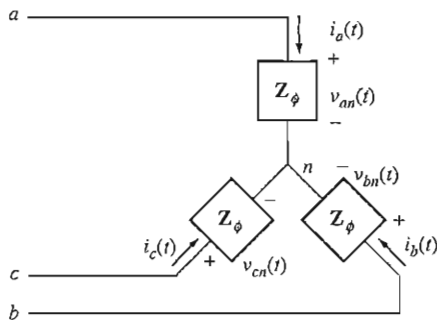 a
i_a(t)
+
Z_ϕ
v_an(t)
−
n
−
v_bn(t)
−
Z_ϕ
Z_ϕ
+
i_c(t)
+
v_cn(t)
i_b(t)
c
b